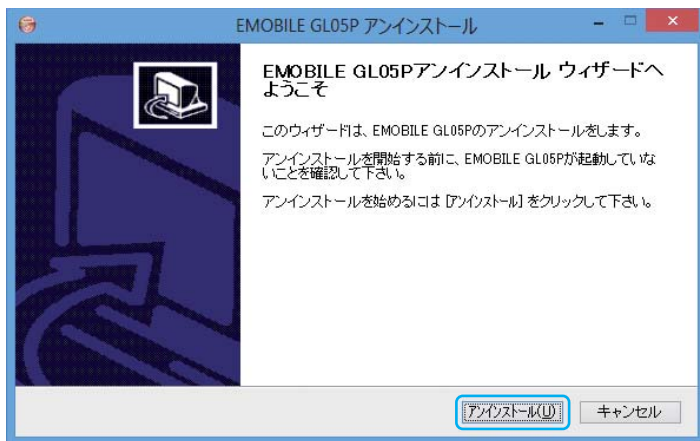 EMOBILE GL05P アンインストール
EMOBILE GL05Pアンインストール ウィザードへ
ようこそ
このウィザードは、EMOBILE GL05Pのアンインストールをします。
アンインストールを開始する前に、EMOBILE GL05Pが起動していな
いことを確認して下さい。
アンインストールを始めるには [アンインストール] をクリックして下さい。
アンインストール(U)
キャンセル